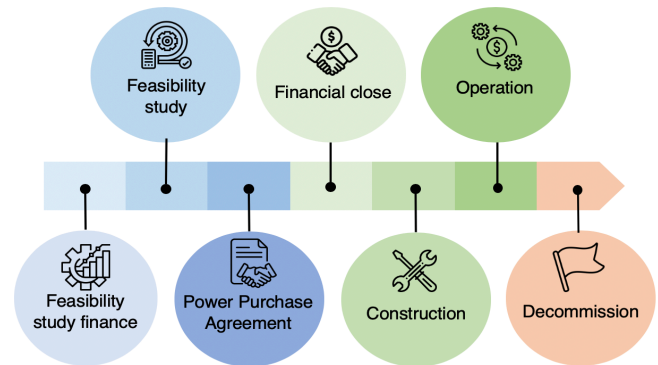 Feasibility
study
Financial close
Operation
Feasibility
study finance
Power Purchase
Agreement
Construction
Decommission